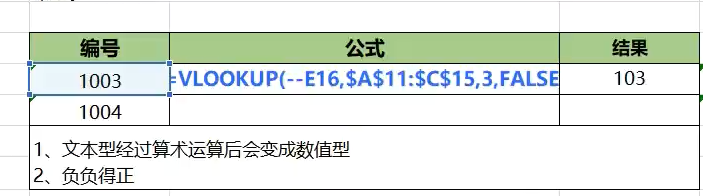 编号 公式 结果
1003 =VLOOKUP(--E16,$A$11:$C$15,3,FALSE 103
1004
1、文本型经过算术运算后会变成数值型
2、负负得正